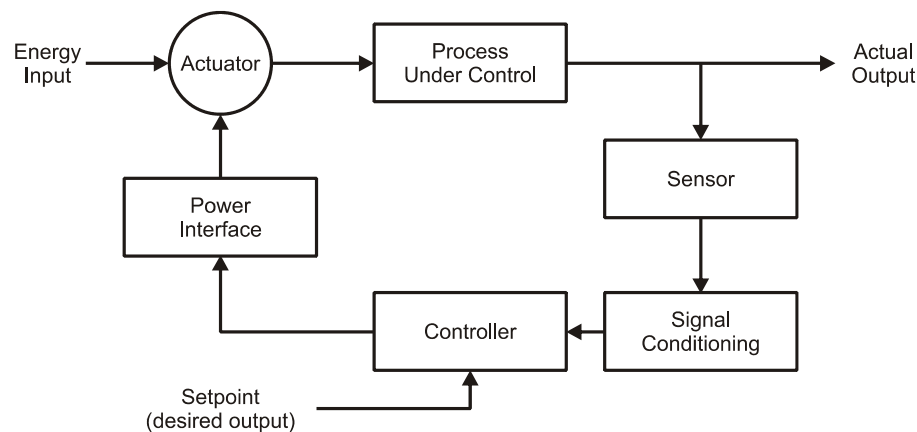 Energy
Input
Actuator
Process
Under Control
Actual
Output
Sensor
Power
Interface
Controller
Signal
Conditioning
Setpoint
(desired output)